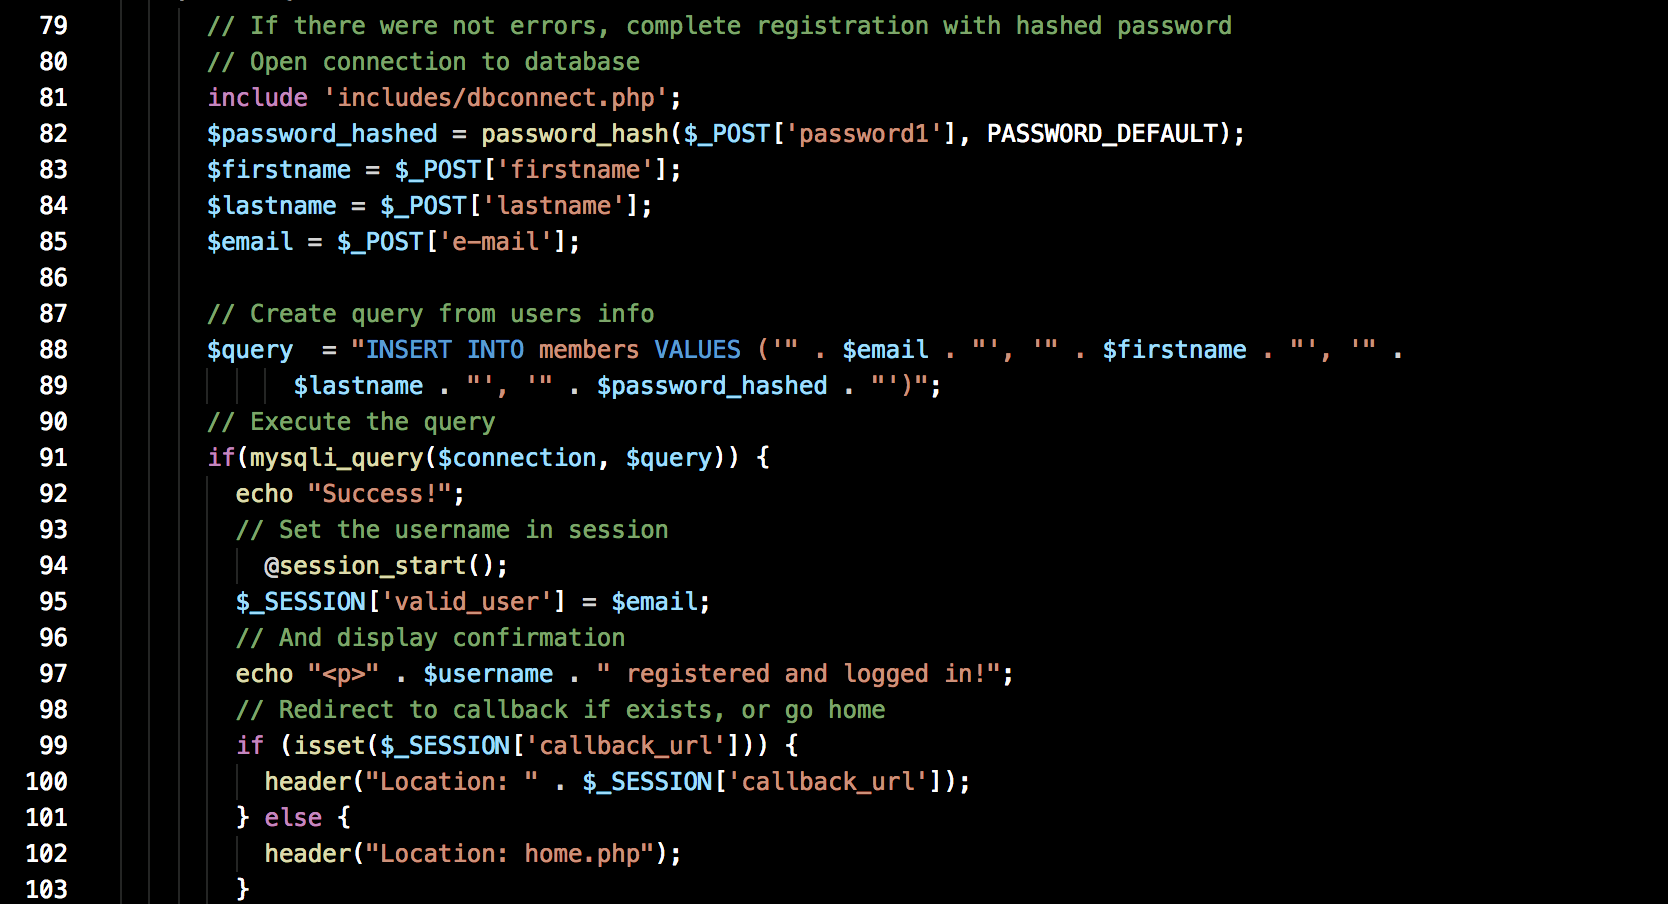 79 // If there were not errors, complete registration with hashed password
80 // Open connection to database
81 include 'includes/dbconnect.php';
82 $password_hashed = password_hash($_POST['password1'], PASSWORD_DEFAULT);
83 $firstname = $_POST['firstname'];
84 $lastname = $_POST['lastname'];
85 $email = $_POST['e-mail'];
86
87 // Create query from users info
88 $query  = "INSERT INTO members VALUES ('" . $email . "', '" . $firstname . "', '" .
89       $lastname . "', '" . $password_hashed . "')";
90 // Execute the query
91 if(mysqli_query($connection, $query)) {
92   echo "Success!";
93   // Set the username in session
94     @session_start();
95   $_SESSION['valid_user'] = $email;
96   // And display confirmation
97   echo "<p>" . $username . " registered and logged in!";
98   // Redirect to callback if exists, or go home
99   if (isset($_SESSION['callback_url'])) {
100     header("Location: " . $_SESSION['callback_url']);
101   } else {
102     header("Location: home.php");
103   }